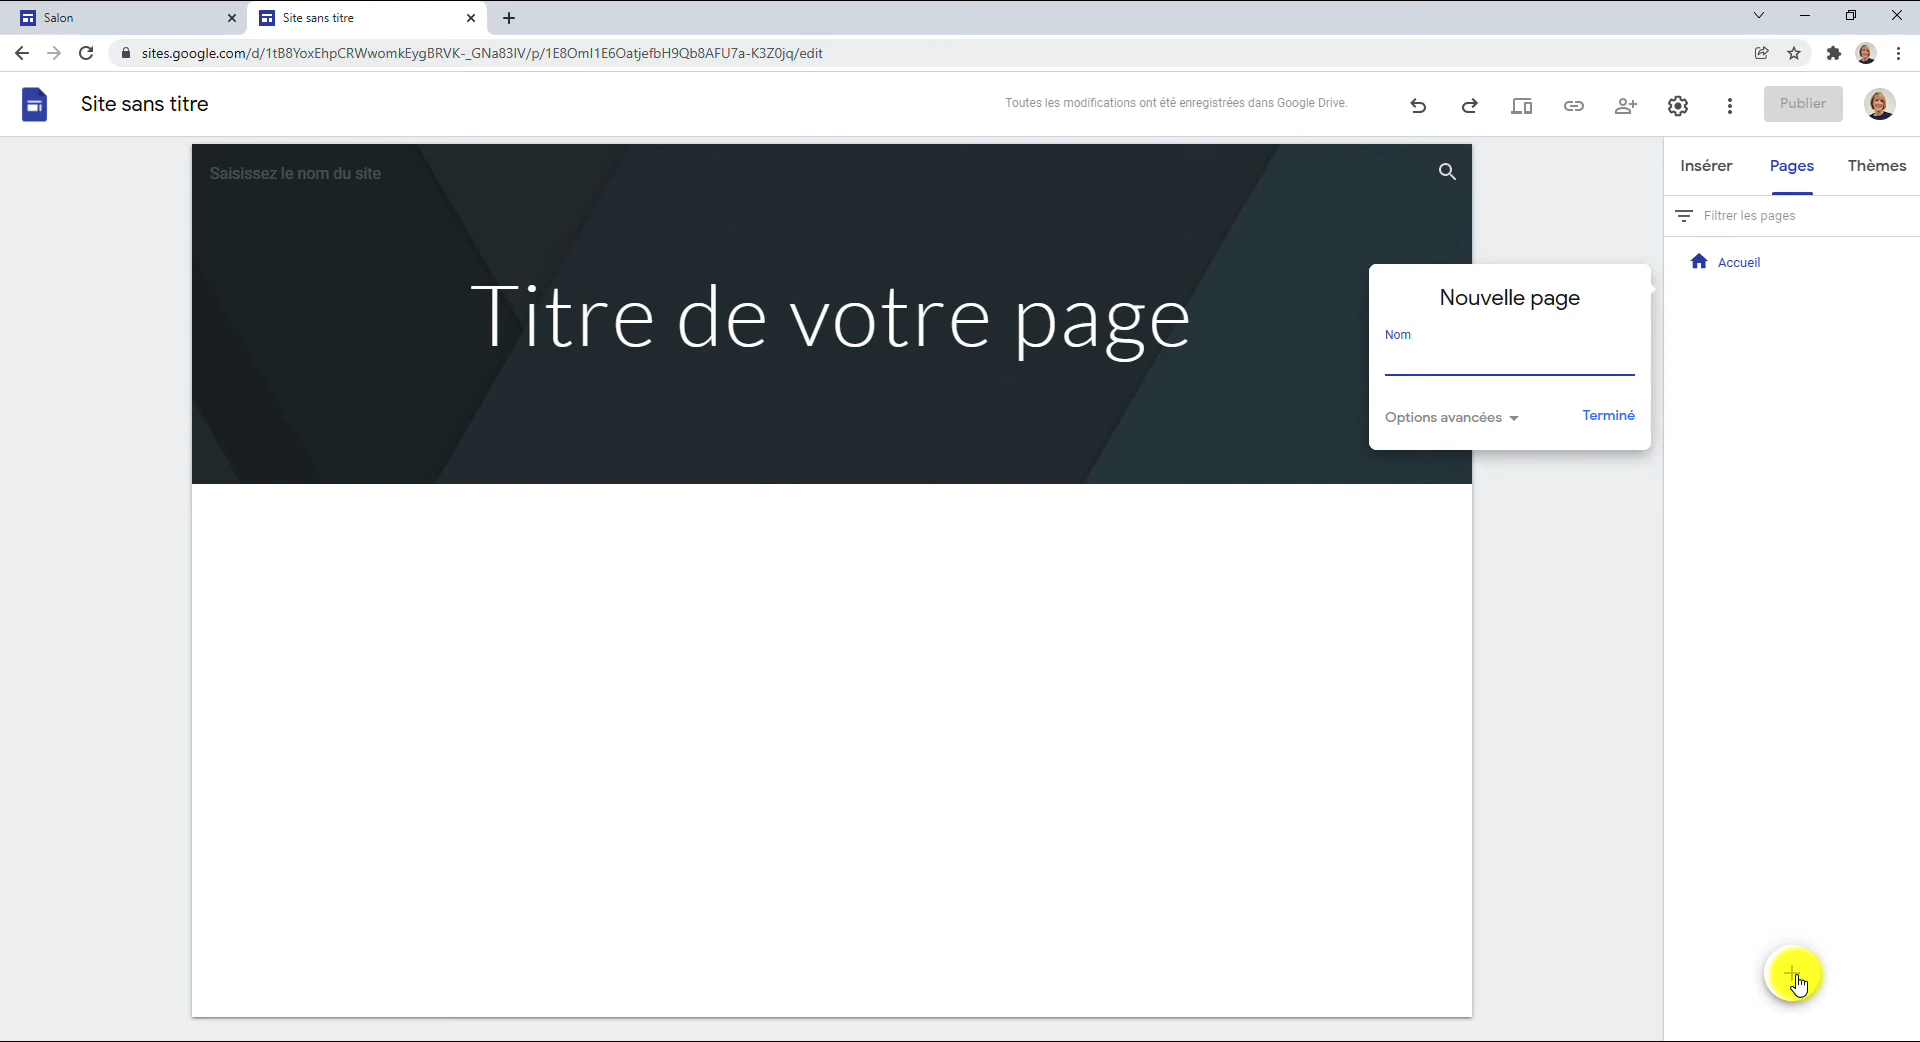 Salon
Site sans titre
sites.google.com/d/1tB8YoxEhpCRWwomkEygBRVK-_GNa83IV/p/1E8OmI1E6OatjefbH9Qb8AFU7a-K3Z0jq/edit
Site sans titre
Toutes les modifications ont été enregistrées dans Google Drive.
Publier
Saisissez le nom du site
Insérer
Pages
Thèmes
Filtrer les pages
Accueil
Titre de votre page
Nouvelle page
Nom
Options avancées
Terminé